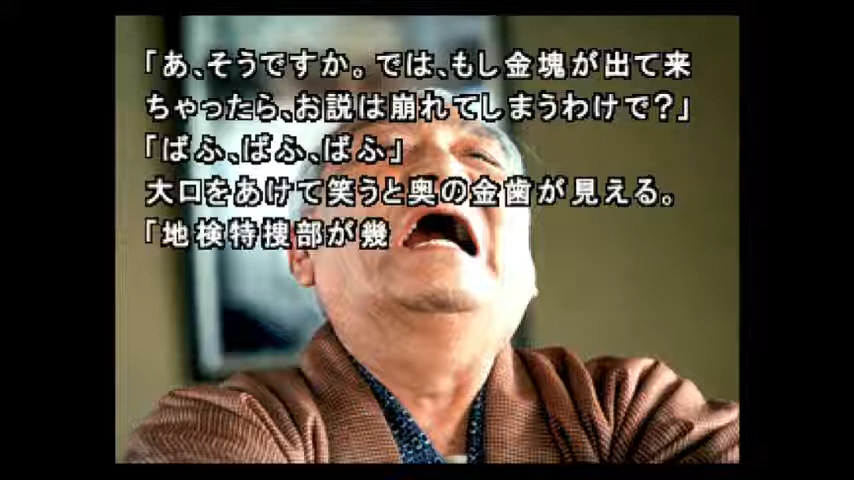 「あ、そうですか。では、もし金塊が出て来
ちゃったら、お説は崩れてしまうわけで？」
「ばふ、ばふ、ばふ」
大口をあけて笑うと奥の金歯が見える。
「地検特捜部が幾